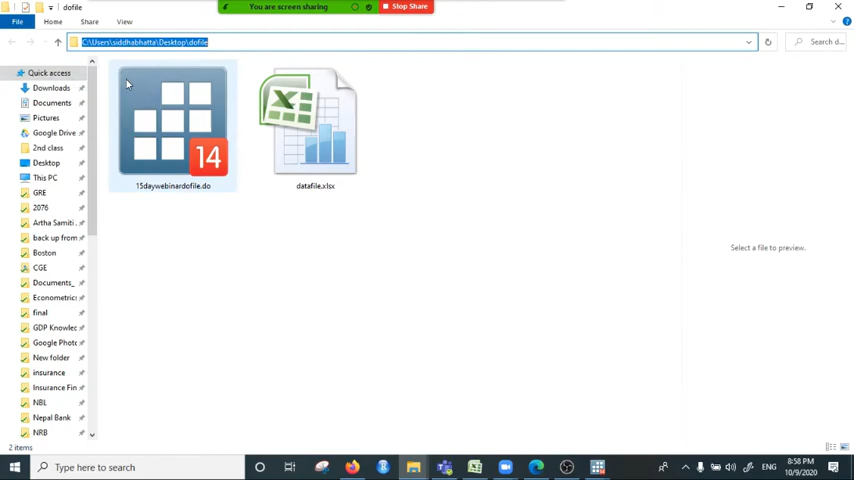 dofile
You are screen sharing
Stop Share
File
Home
Share
View
C:\Users\siddhabhatta\Desktop\dofile
Search d...
Quick access
Downloads
Documents
Pictures
Google Drive
2nd class
Desktop
This PC
GRE
2076
Artha Samiti .
back up from
Boston
CGE
Documents_
Econometrics
final
GDP Knowlec
Google Photo
New folder
insurance
Insurance Fin
NBL
Nepal Bank
NRB
14
15daywebinardofile.do
datafile.xlsx
Select a file to preview.
2 items
Type here to search
ENG
8:58 PM
10/9/2020